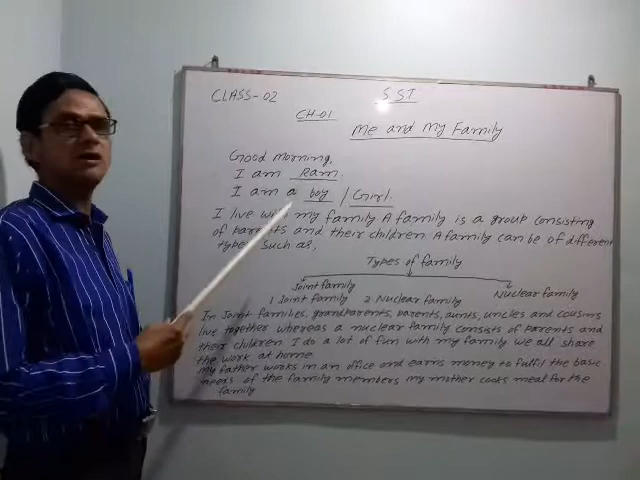 CLASS-02
S.S.T
CH-01
Me and My Family
Good morning,
I am Ram.
I am a boy / Girl.
I live with my family A family is a group consisting
of parents and their children A family can be of different
types such as,
Types of family
Joint family
Nuclear family
1 Joint family 2 Nuclear family
In Joint families, grandparents, parents, aunts, uncles and cousins
live together whereas a nuclear family consists of parents and
their children I do a lot of fun with my family we all share
the work at home
My father works in an office and earns money to fulfil the basic
needs of the family members my mother cooks meal for the
family